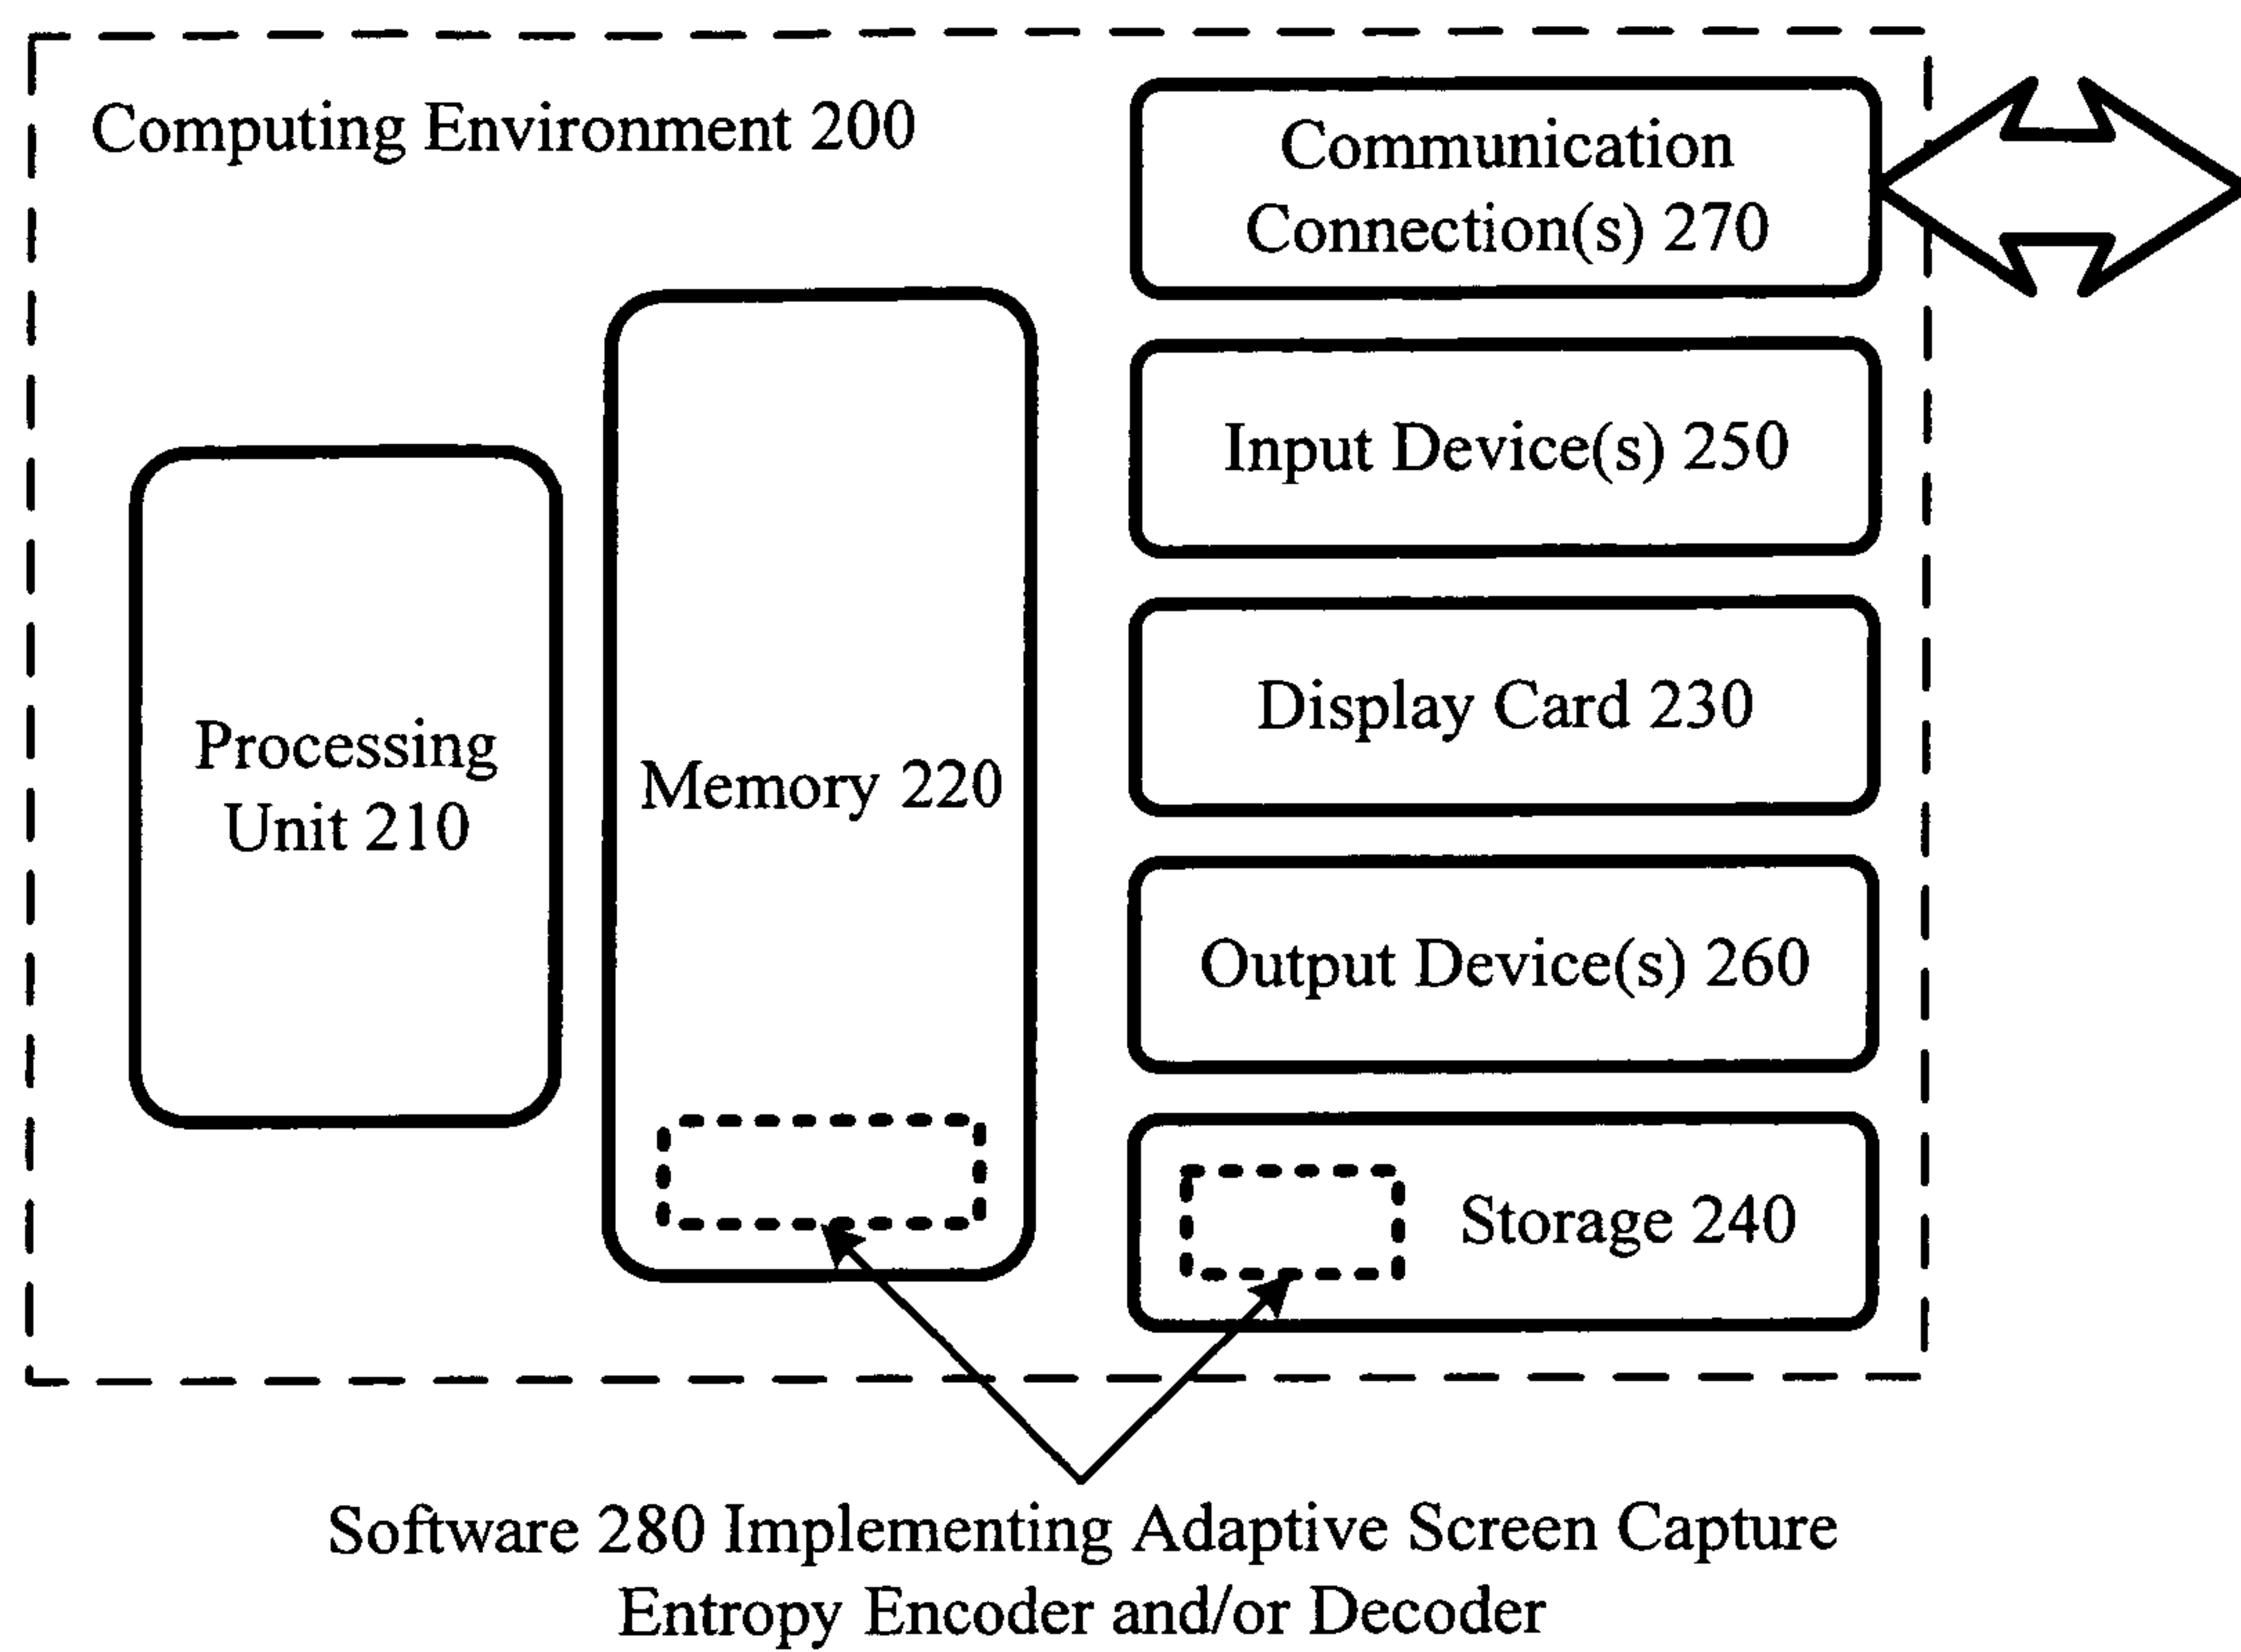 Computing Environment 200
Communication
Connection(s) 270
Input Device(s) 250
Processing
Unit 210
Memory 220
Display Card 230
Output Device(s) 260
Storage 240
Software 280 Implementing Adaptive Screen Capture
Entropy Encoder and/or Decoder